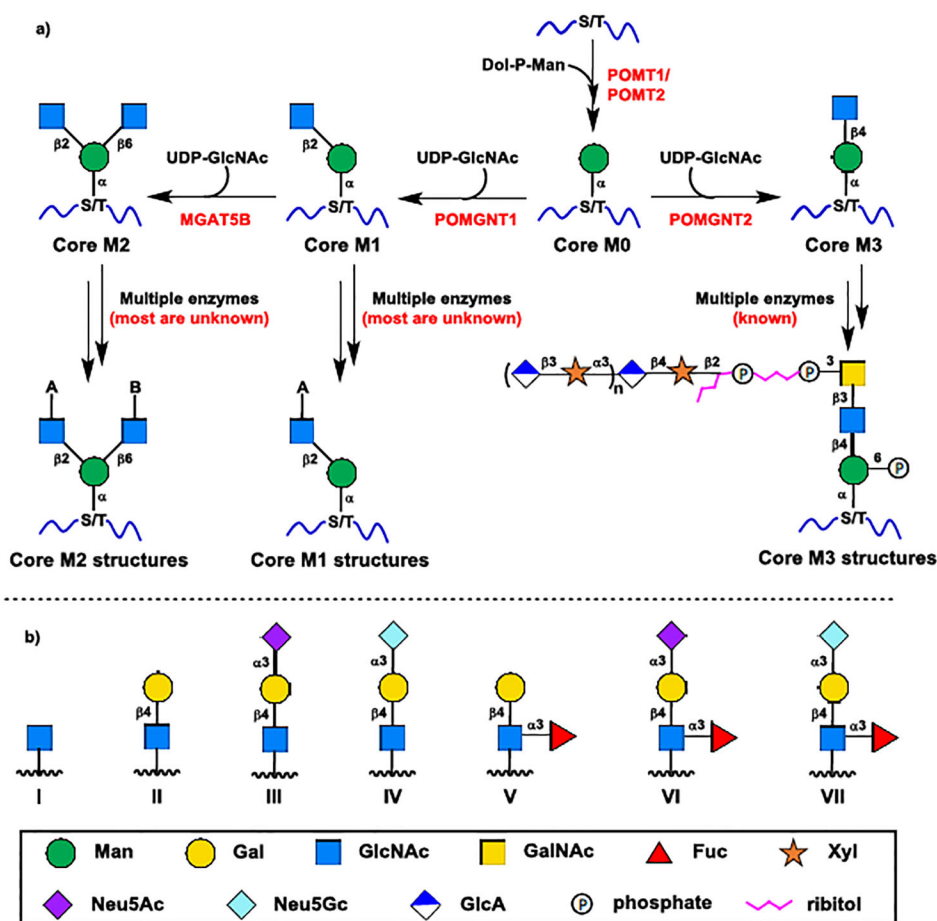 a)
S/T
Dol-P-Man
POMT1/
POMT2
β2 β6
α
S/T
Core M2
UDP-GlcNAc
MGAT5B
β2
α
S/T
Core M1
UDP-GlcNAc
POMGNT1
α
S/T
Core M0
UDP-GlcNAc
POMGNT2
β4
α
S/T
Core M3
Multiple enzymes
(most are unknown)
Multiple enzymes
(most are unknown)
Multiple enzymes
(known)
A B
β2 β6
α
S/T
Core M2 structures
A
β2
α
S/T
Core M1 structures
( β3 α3 )n β4 β2 P P 3
β3
β4
6 P
α
S/T
Core M3 structures
b)
I
β4
II
α3
β4
III
α3
β4
IV
β4
α3
V
α3
β4
α3
VI
α3
β4
α3
VII
Man Gal GlcNAc GalNAc Fuc Xyl
Neu5Ac Neu5Gc GlcA P phosphate ribitol